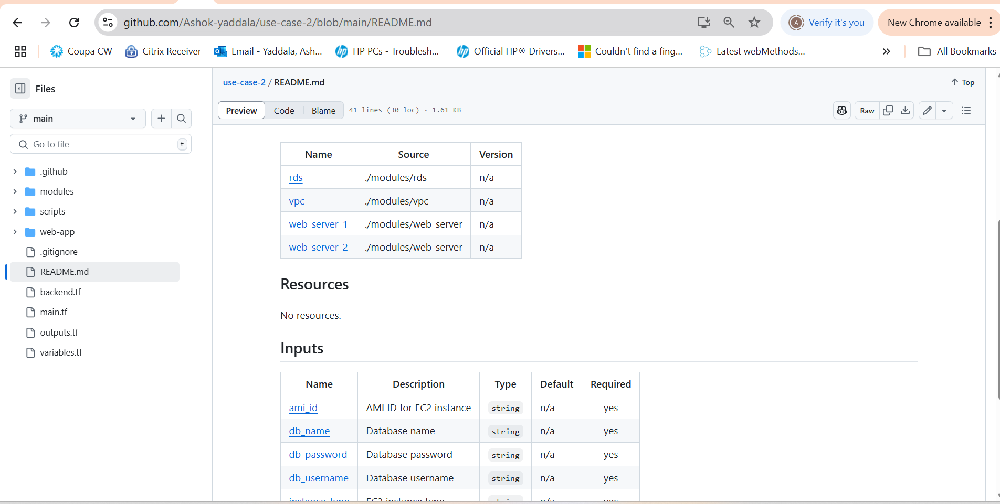 github.com/Ashok-yaddala/use-case-2/blob/main/README.md
Verify it's you
New Chrome available
Coupa CW
Citrix Receiver
Email - Yaddala, Ash...
HP PCs - Troublesh...
Official HP® Drivers...
Couldn't find a fing...
Latest webMethods...
All Bookmarks
Files
main
Go to file
t
.github
modules
scripts
web-app
.gitignore
README.md
backend.tf
main.tf
outputs.tf
variables.tf
use-case-2 / README.md
Top
Preview Code Blame 41 lines (30 loc) · 1.61 KB
Raw
Name Source Version
rds ./modules/rds n/a
vpc ./modules/vpc n/a
web_server_1 ./modules/web_server n/a
web_server_2 ./modules/web_server n/a
Resources
No resources.
Inputs
Name Description Type Default Required
ami_id AMI ID for EC2 instance string n/a yes
db_name Database name string n/a yes
db_password Database password string n/a yes
db_username Database username string n/a yes
instance_type EC2 instance type string n/a yes